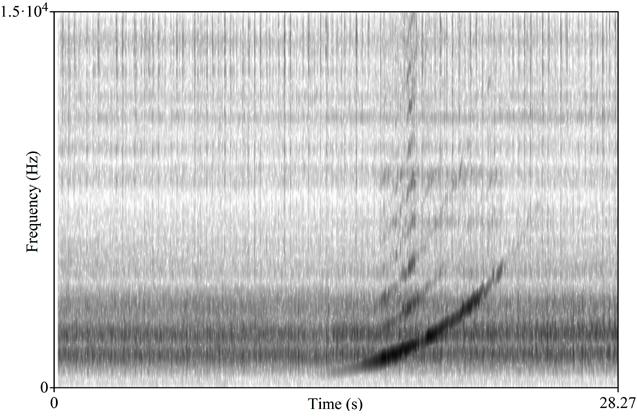 1.5·10⁴
Frequency (Hz)
0
0
Time (s)
28.27